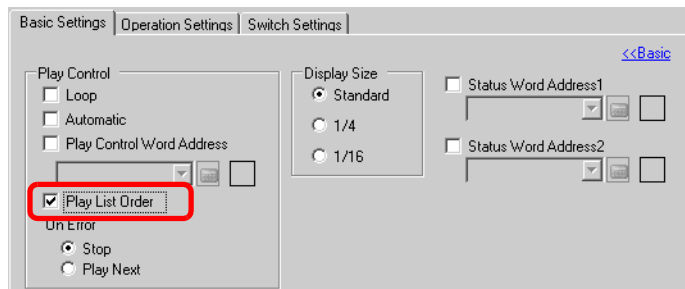 Basic Settings Operation Settings Switch Settings
<<Basic
Play Control
Loop
Automatic
Play Control Word Address
Play List Order
On Error
Stop
Play Next
Display Size
Standard
1/4
1/16
Status Word Address1
Status Word Address2